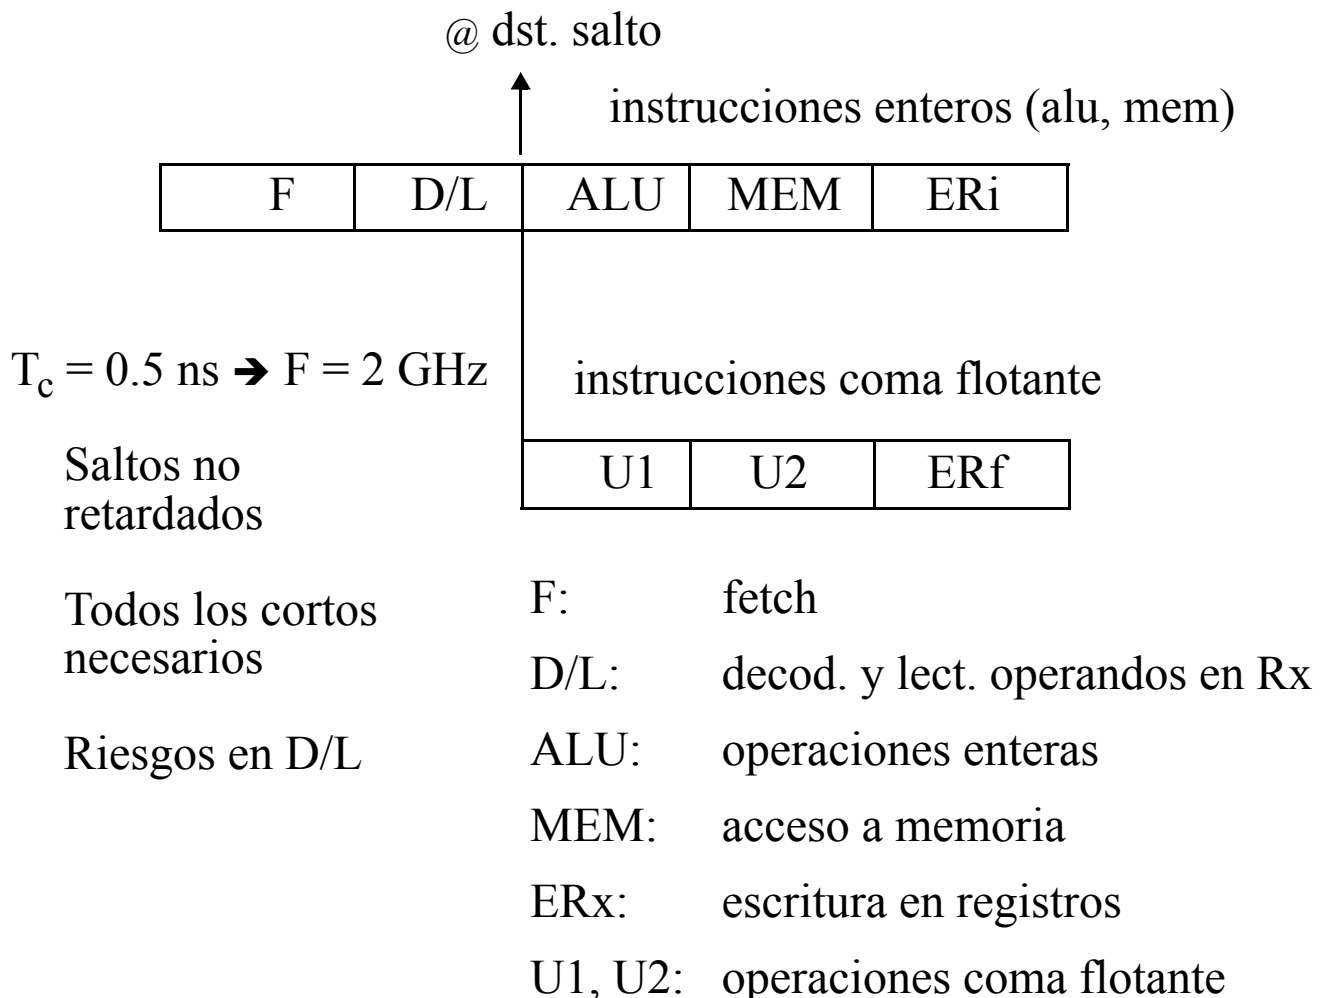 @ dst. salto
instrucciones enteros (alu, mem)
F D/L ALU MEM ERi
Tc = 0.5 ns ➔ F = 2 GHz
instrucciones coma flotante
U1 U2 ERf
Saltos no
retardados
Todos los cortos
necesarios
Riesgos en D/L
F: fetch
D/L: decod. y lect. operandos en Rx
ALU: operaciones enteras
MEM: acceso a memoria
ERx: escritura en registros
U1, U2: operaciones coma flotante